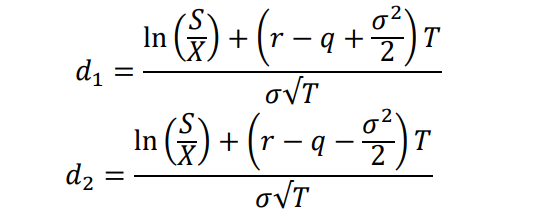 d₁ = (ln(S/X) + (r − q + σ²/2)T) / (σ√T)
d₂ = (ln(S/X) + (r − q − σ²/2)T) / (σ√T)